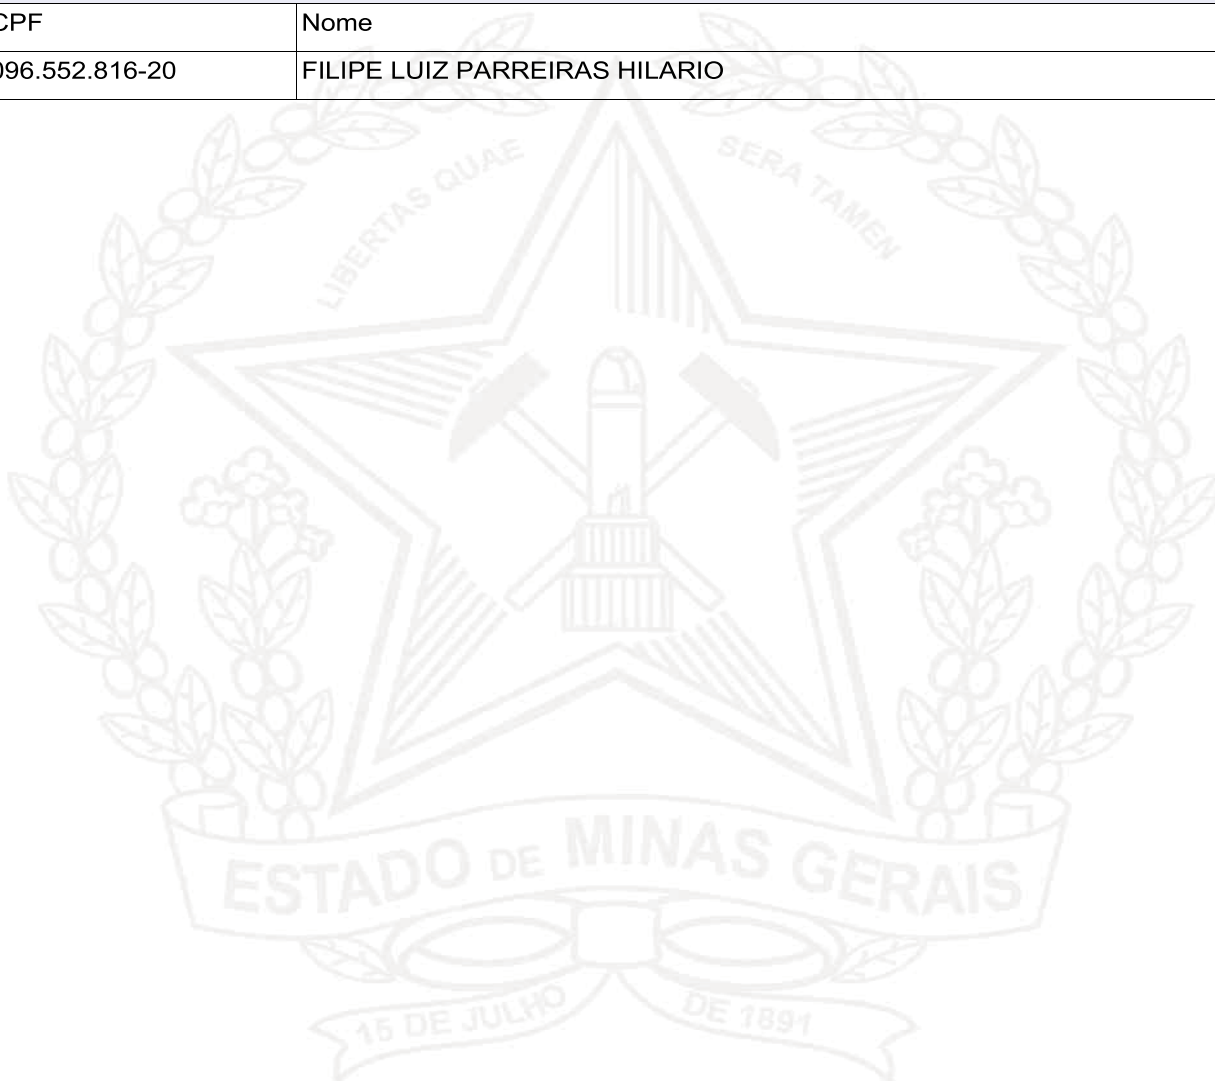 CPF Nome
096.552.816-20 FILIPE LUIZ PARREIRAS HILARIO
LIBERTAS QUAE SERA TAMEN
ESTADO DE MINAS GERAIS
15 DE JULHO DE 1891